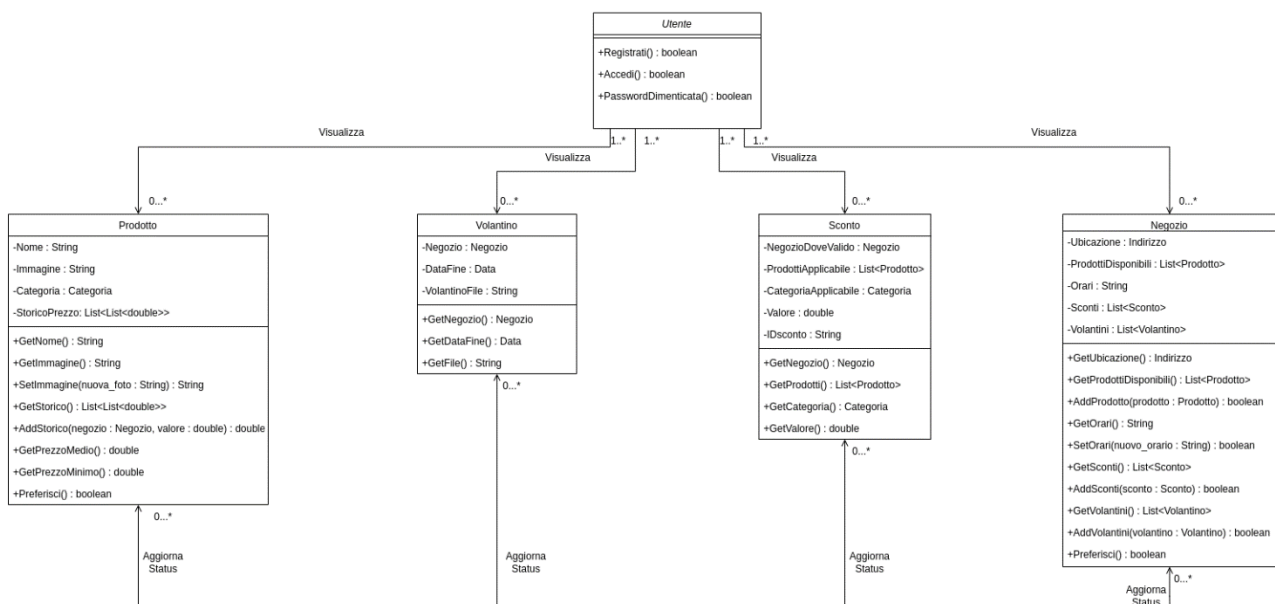 Utente
+Registrati() : boolean
+Accedi() : boolean
+PasswordDimenticata() : boolean
Visualizza
1..*
1..*
1..*
1..*
Visualizza
Visualizza
Visualizza
0...*
0...*
0...*
0...*
Prodotto
-Nome : String
-Immagine : String
-Categoria : Categoria
-StoricoPrezzo: List<List<double>>
+GetNome() : String
+GetImmagine() : String
+SetImmagine(nuova_foto : String) : String
+GetStorico() : List<List<double>>
+AddStorico(negozio : Negozio, valore : double) : double
+GetPrezzoMedio() : double
+GetPrezzoMinimo() : double
+Preferisci() : boolean
0...*
Aggiorna
Status
Volantino
-Negozio : Negozio
-DataFine : Data
-VolantinoFile : String
+GetNegozio() : Negozio
+GetDataFine() : Data
+GetFile() : String
0...*
Aggiorna
Status
Sconto
-NegozioDoveValido : Negozio
-ProdottiApplicabile : List<Prodotto>
-CategoriaApplicabile : Categoria
-Valore : double
-IDsconto : String
+GetNegozio() : Negozio
+GetProdotti() : List<Prodotto>
+GetCategoria() : Categoria
+GetValore() : double
0...*
Aggiorna
Status
Negozio
-Ubicazione : Indirizzo
-ProdottiDisponibili : List<Prodotto>
-Orari : String
-Sconti : List<Sconto>
-Volantini : List<Volantino>
+GetUbicazione() : Indirizzo
+GetProdottiDisponibili() : List<Prodotto>
+AddProdotto(prodotto : Prodotto) : boolean
+GetOrari() : String
+SetOrari(nuovo_orario : String) : boolean
+GetSconti() : List<Sconto>
+AddSconti(sconto : Sconto) : boolean
+GetVolantini() : List<Volantino>
+AddVolantini(volantino : Volantino) : boolean
+Preferisci() : boolean
0...*
Aggiorna
Status